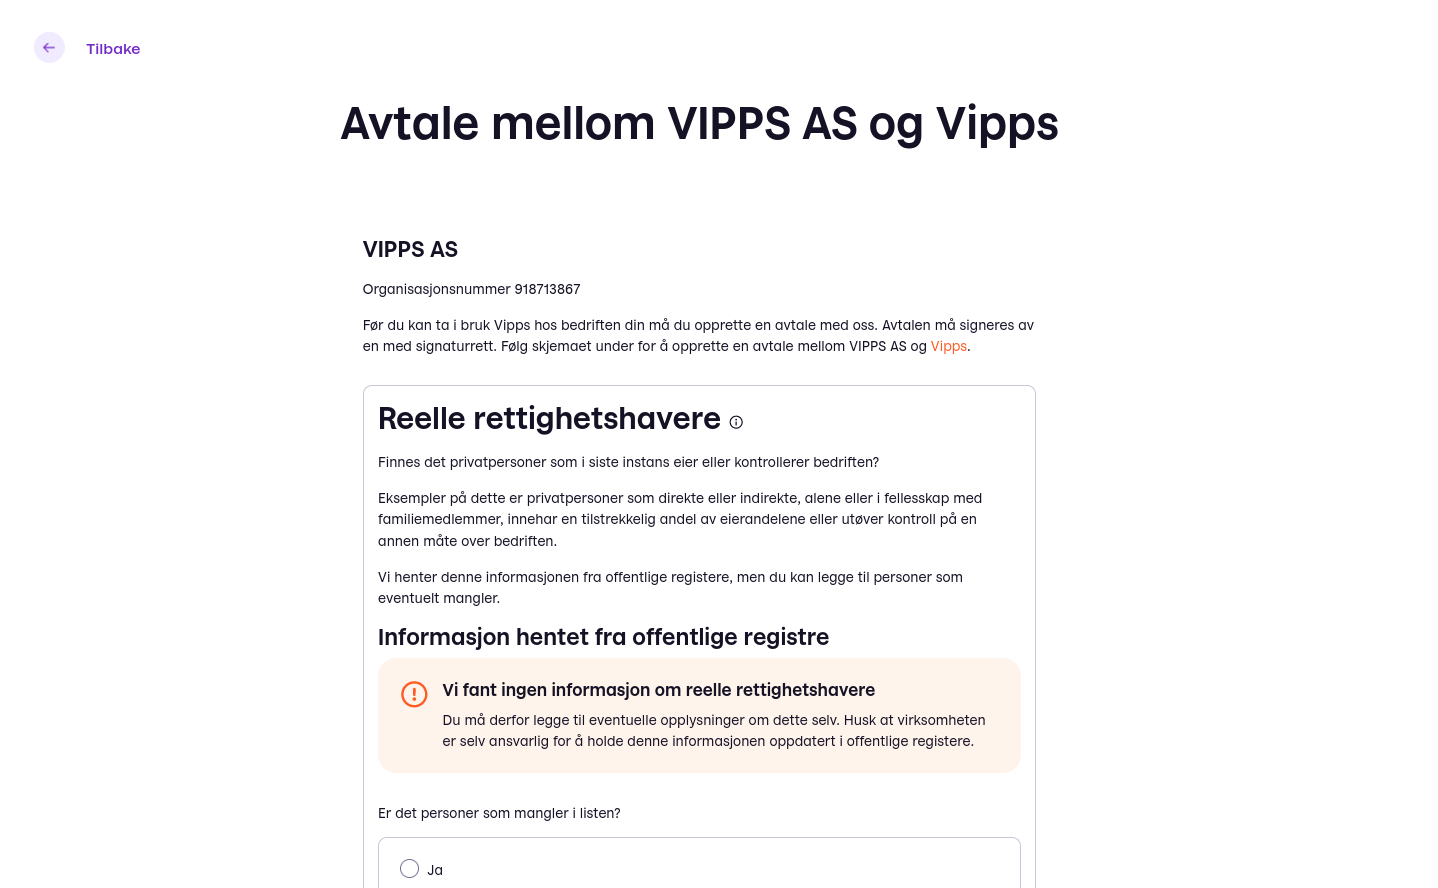 Tilbake
Avtale mellom VIPPS AS og Vipps
VIPPS AS
Organisasjonsnummer 918713867
Før du kan ta i bruk Vipps hos bedriften din må du opprette en avtale med oss. Avtalen må signeres av
en med signaturrett. Følg skjemaet under for å opprette en avtale mellom VIPPS AS og Vipps.
Reelle rettighetshavere
Finnes det privatpersoner som i siste instans eier eller kontrollerer bedriften?
Eksempler på dette er privatpersoner som direkte eller indirekte, alene eller i fellesskap med
familiemedlemmer, innehar en tilstrekkelig andel av eierandelene eller utøver kontroll på en
annen måte over bedriften.
Vi henter denne informasjonen fra offentlige registere, men du kan legge til personer som
eventuelt mangler.
Informasjon hentet fra offentlige registre
Vi fant ingen informasjon om reelle rettighetshavere
Du må derfor legge til eventuelle opplysninger om dette selv. Husk at virksomheten
er selv ansvarlig for å holde denne informasjonen oppdatert i offentlige registere.
Er det personer som mangler i listen?
Ja